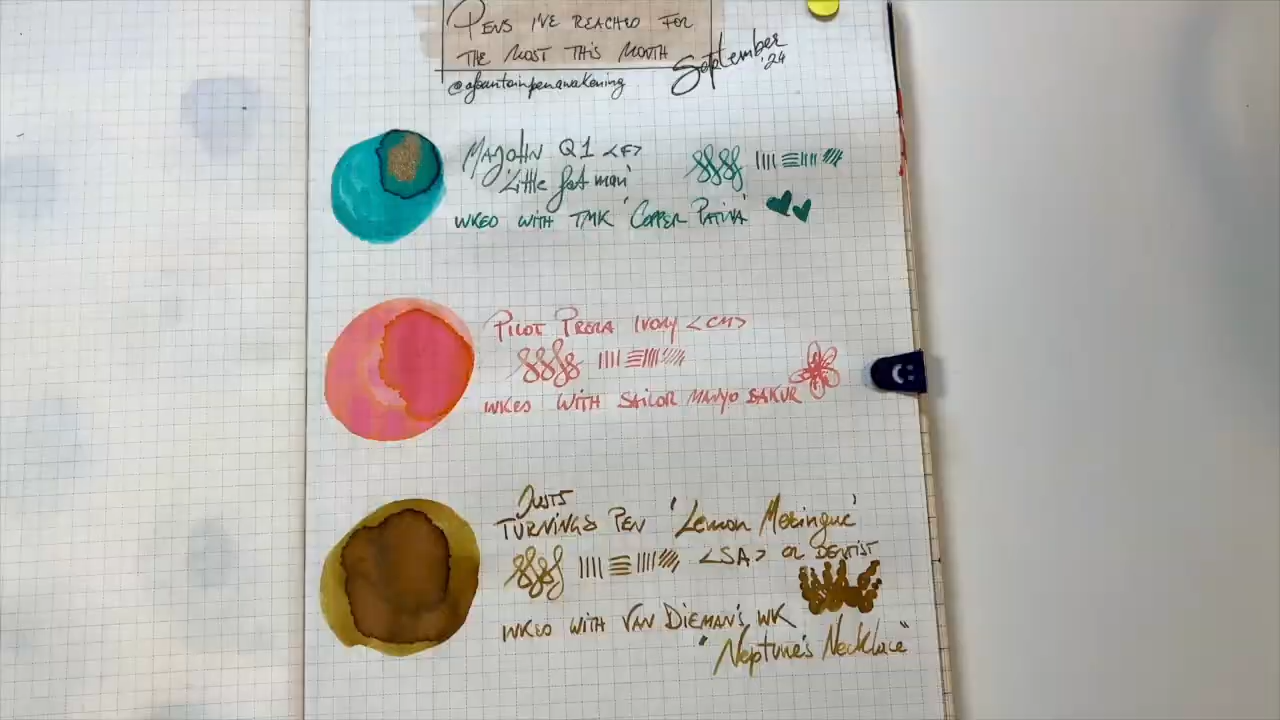 PENS I'VE REACHED FOR
THE MOST THIS MONTH
September '24
@afountainpenawakening
MAJOHN Q1 <F>
'Little fat man'
INKED WITH TMK 'COPPER PATINA'
PILOT PRERA IVORY <CM>
INKED WITH SAILOR MANYO SAKUR
TURNINGS PEN 'Lemon Meringue'
<SA> OR DENTIST
INKED WITH VAN DIEMAN'S INK
"Neptune's Necklace"